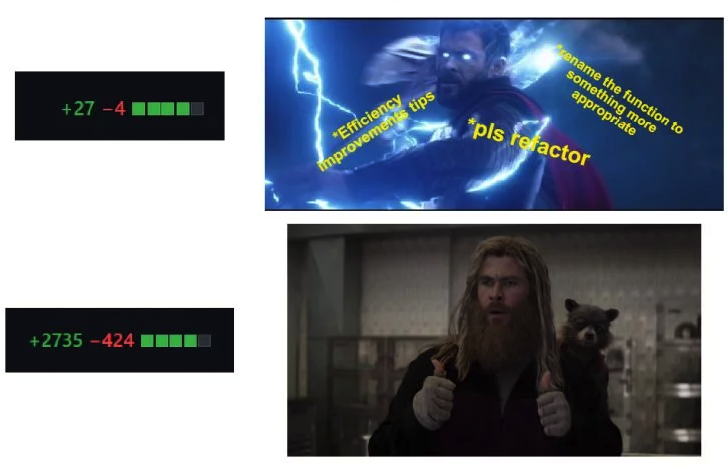 +27 −4
*Efficiency
improvements tips
*pls refactor
*rename the function to
something more
appropriate
+2735 −424